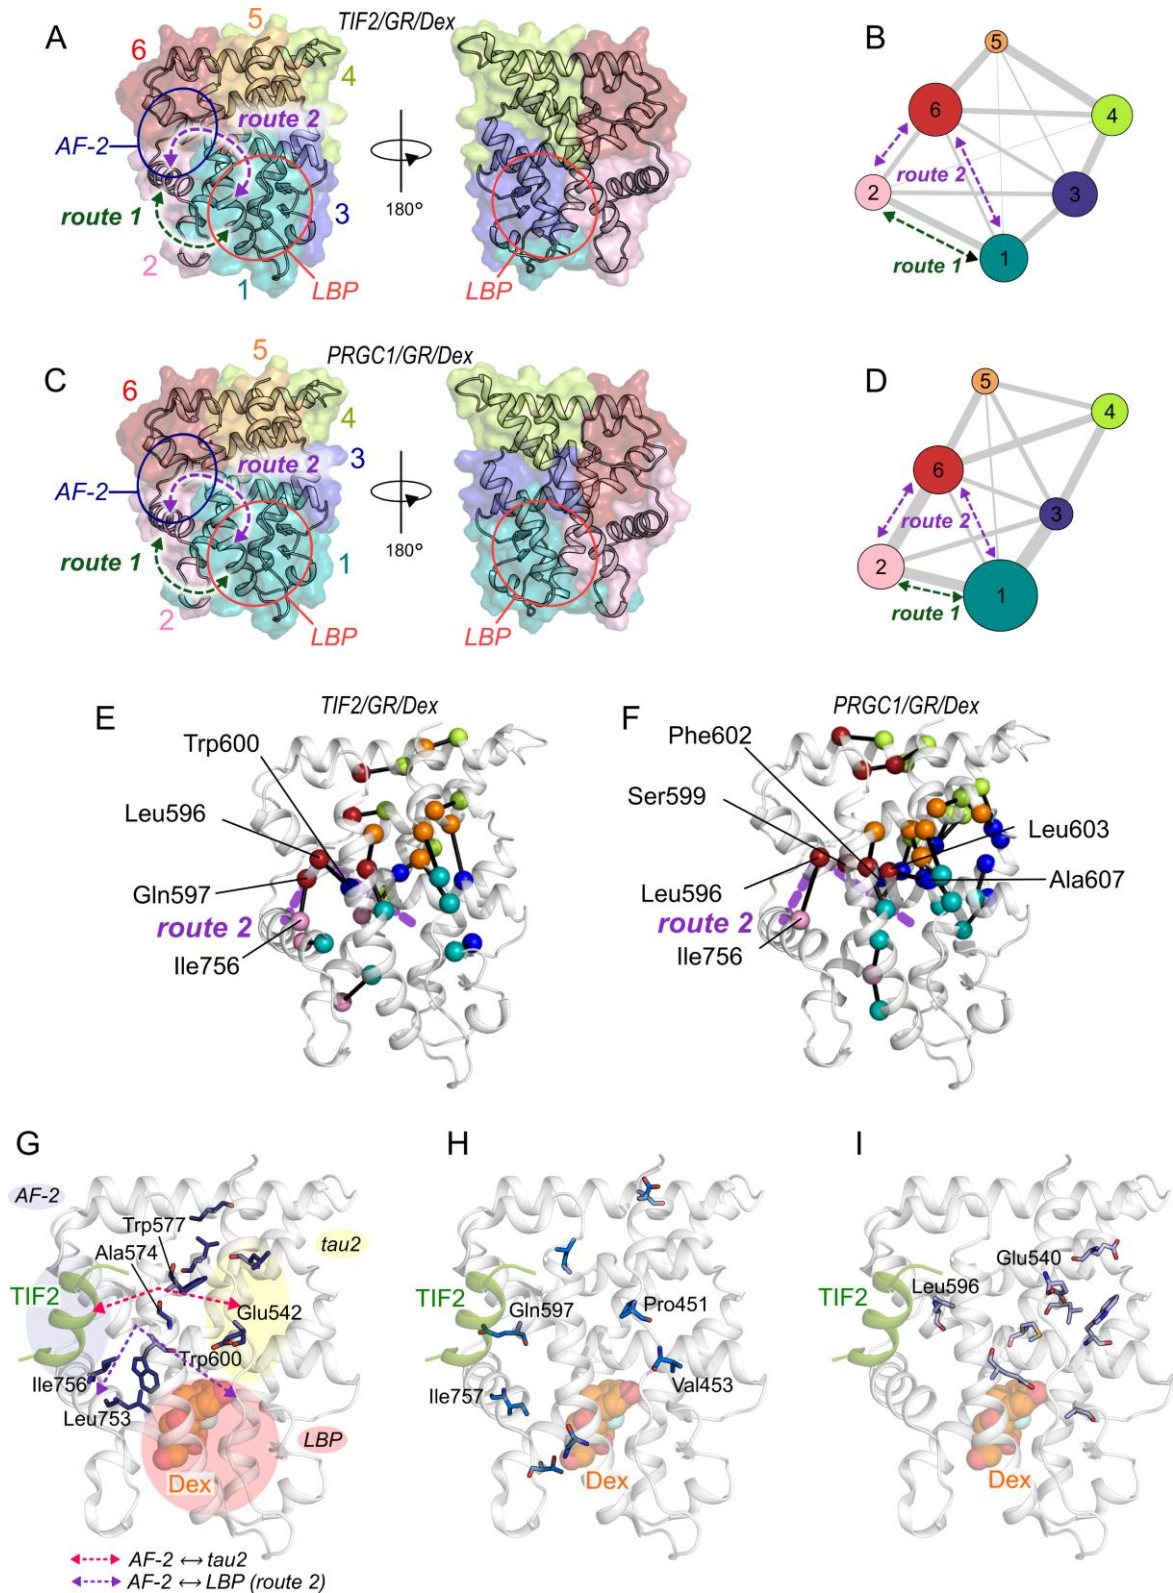 A
TIF2/GR/Dex
B
5
6
4
route 2
AF-2
route 1
2
1
3
LBP
180°
LBP
5
6
4
2
3
route 2
route 1
1
C
PRGC1/GR/Dex
D
5
6
4
3
route 2
AF-2
route 1
2
1
LBP
180°
LBP
5
4
6
3
route 2
2
1
route 1
E
TIF2/GR/Dex
Trp600
Leu596
Gln597
route 2
Ile756
F
PRGC1/GR/Dex
Phe602
Ser599
Leu603
Leu596
Ala607
route 2
Ile756
G
AF-2
Trp577
Ala574
tau2
TIF2
Glu542
Trp600
Ile756
Leu753
LBP
Dex
AF-2 ↔ tau2
AF-2 ↔ LBP (route 2)
H
TIF2
Gln597
Pro451
Ile757
Val453
Dex
I
Glu540
Leu596
TIF2
Dex